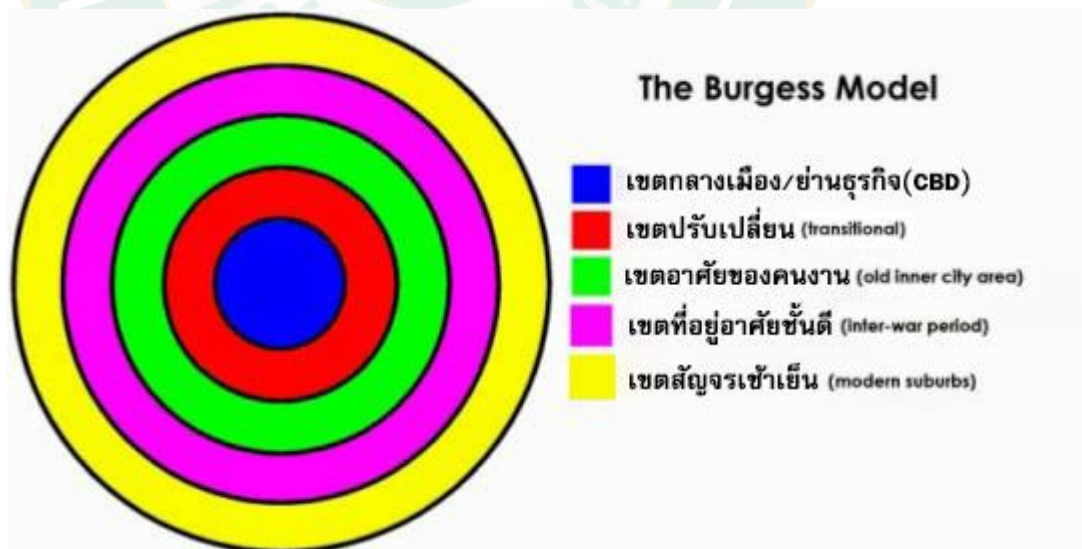 The Burgess Model
เขตกลางเมือง/ย่านธุรกิจ(CBD)
เขตปรับเปลี่ยน (transitional)
เขตอาศัยของคนงาน (old inner city area)
เขตที่อยู่อาศัยชั้นดี (inter-war period)
เขตสัญจรเช้าเย็น (modern suburbs)